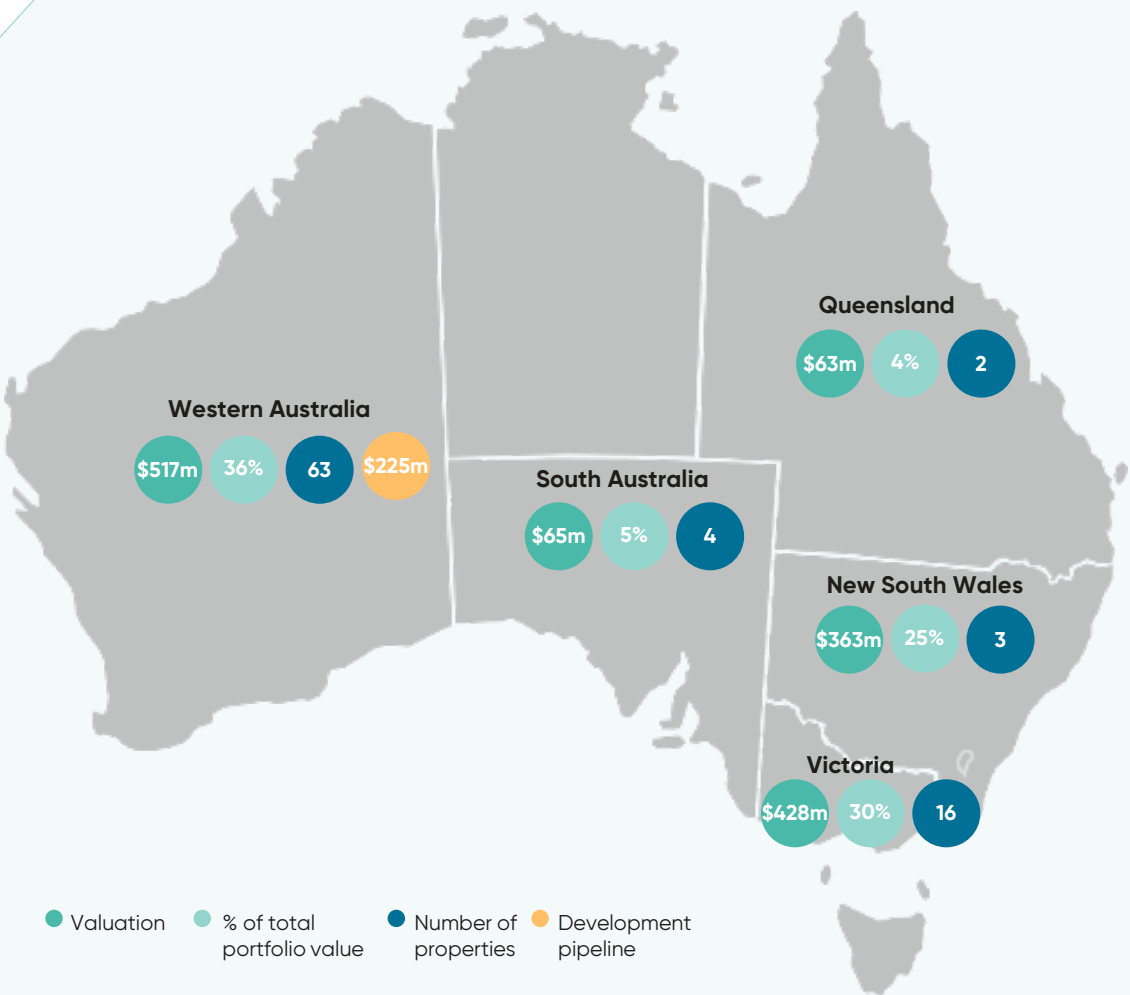 Queensland
$63m 4% 2
Western Australia
$517m 36% 63 $225m
South Australia
$65m 5% 4
New South Wales
$363m 25% 3
Victoria
$428m 30% 16
Valuation
% of total
portfolio value
Number of
properties
Development
pipeline